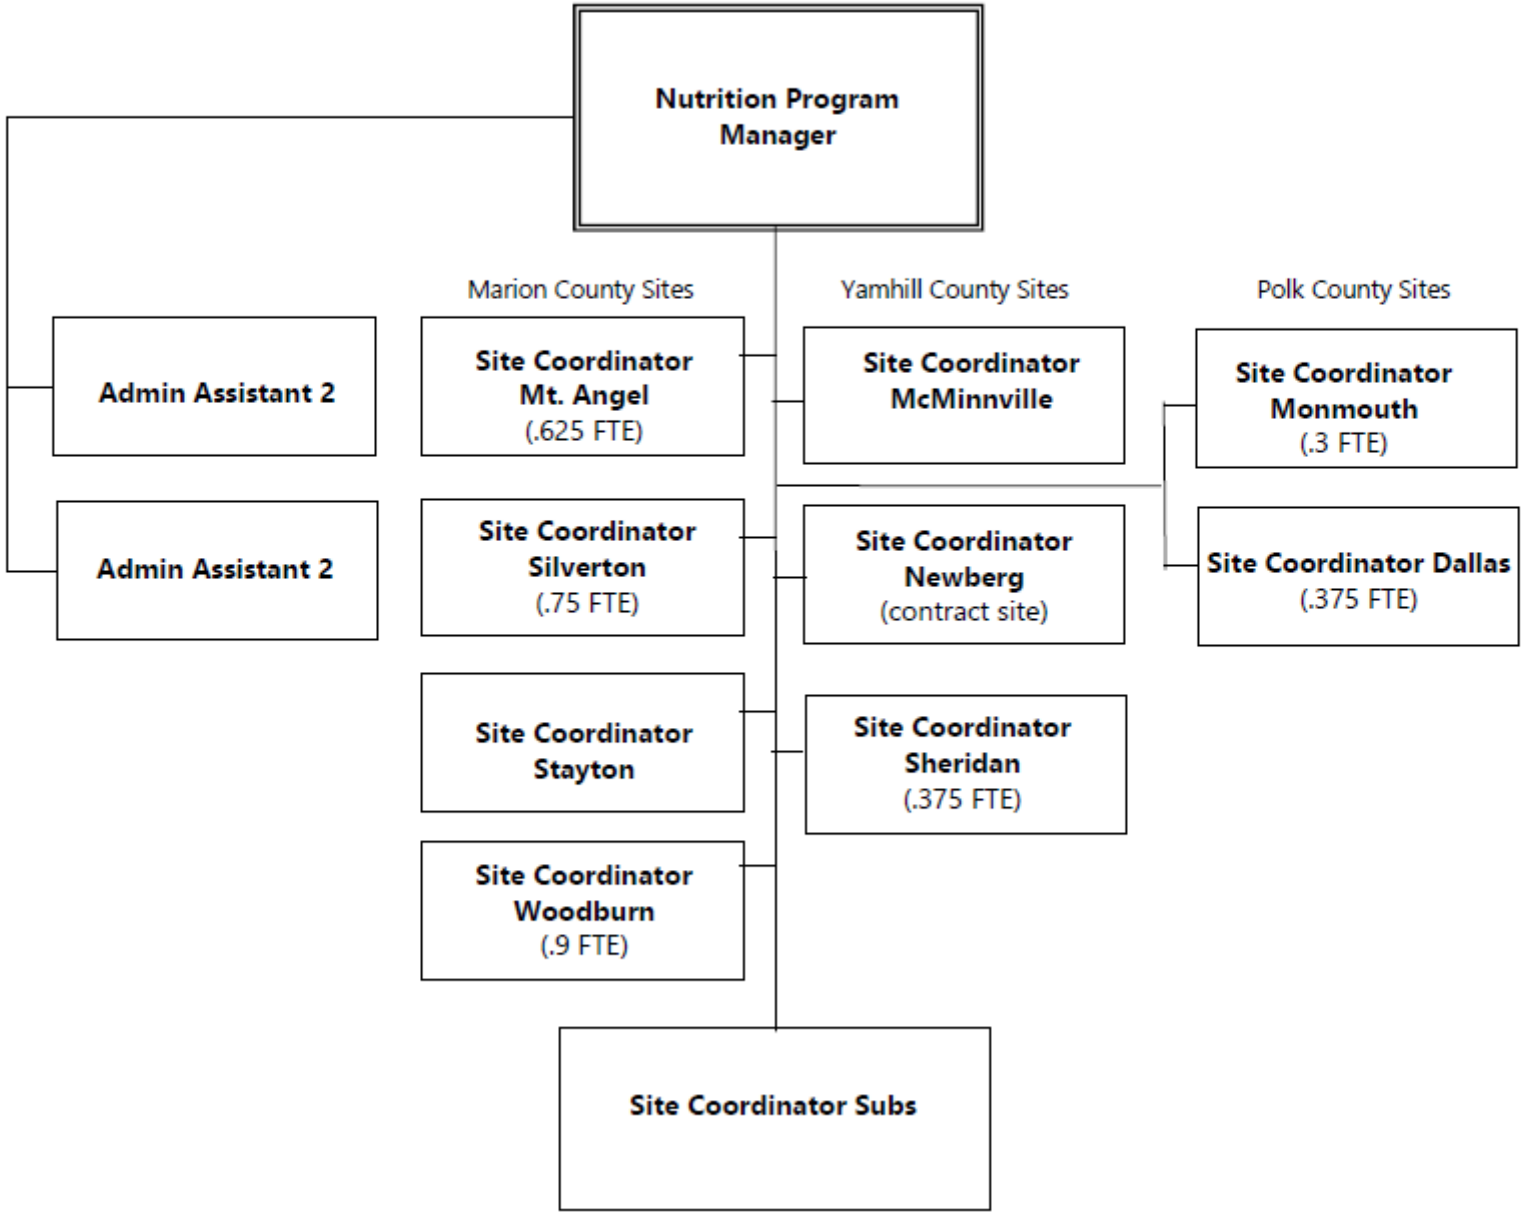 Nutrition Program
Manager
Marion County Sites
Yamhill County Sites
Polk County Sites
Admin Assistant 2
Admin Assistant 2
Site Coordinator
Mt. Angel
(.625 FTE)
Site Coordinator
Silverton
(.75 FTE)
Site Coordinator
Stayton
Site Coordinator
Woodburn
(.9 FTE)
Site Coordinator
McMinnville
Site Coordinator
Newberg
(contract site)
Site Coordinator
Sheridan
(.375 FTE)
Site Coordinator
Monmouth
(.3 FTE)
Site Coordinator Dallas
(.375 FTE)
Site Coordinator Subs